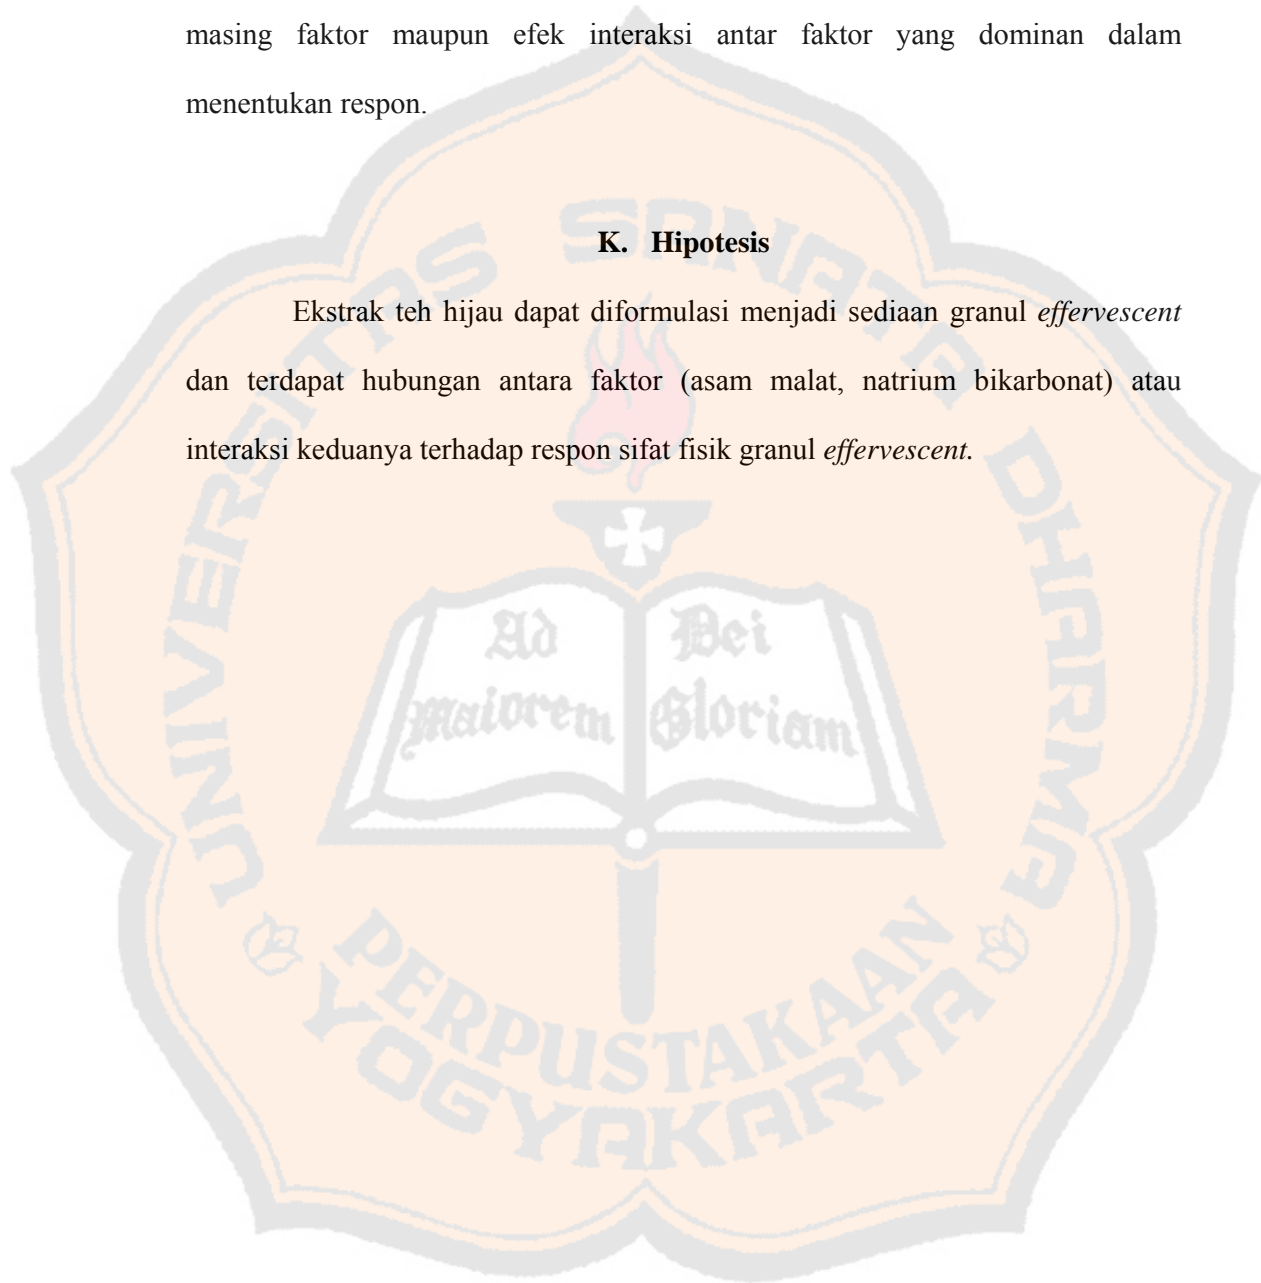 masing faktor maupun efek interaksi antar faktor yang dominan dalam
menentukan respon.
K. Hipotesis
Ekstrak teh hijau dapat diformulasi menjadi sediaan granul effervescent
dan terdapat hubungan antara faktor (asam malat, natrium bikarbonat) atau
interaksi keduanya terhadap respon sifat fisik granul effervescent.
UNIVERSITAS SANATA DHARMA
Ad Dei
Maiorem Gloriam
PERPUSTAKAAN
YOGYAKARTA